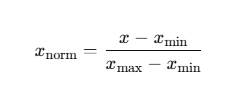 x_norm = (x − x_min) / (x_max − x_min)